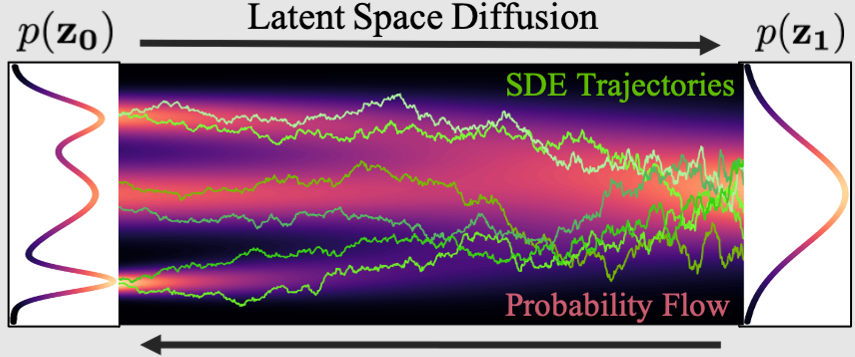 Latent Space Diffusion
p(z₀)
p(z₁)
SDE Trajectories
Probability Flow